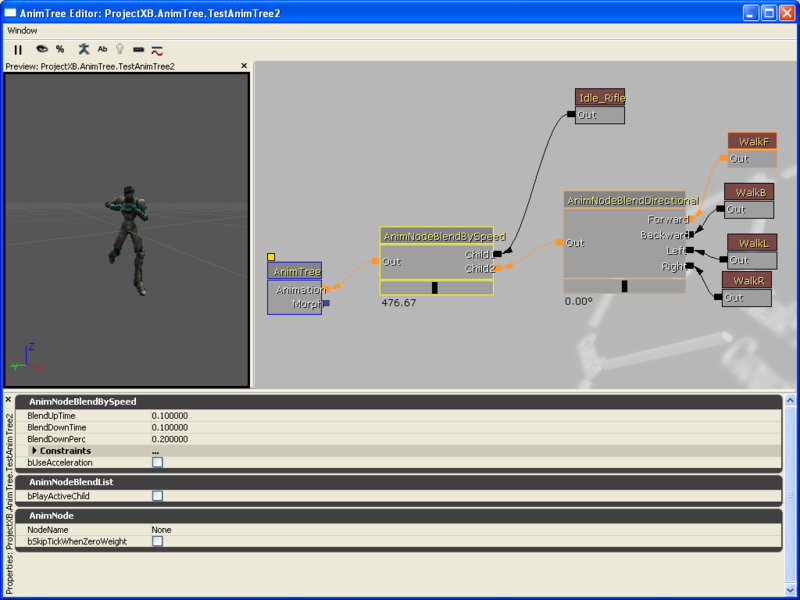 AnimTree Editor: ProjectXB.AnimTree.TestAnimTree2
Window
%
Ab
Preview: ProjectXB.AnimTree.TestAnimTree2
Z
Idle_Rifle
Out
WalkF
Out
WalkB
Out
WalkL
Out
WalkR
Out
AnimNodeBlendDirectional
Forward
Backward
Left
Right
Out
0.00°
AnimNodeBlendBySpeed
Out
Child1
Child2
476.67
AnimTree
Animation
Morph
Properties: ProjectXB.AnimTree.TestAnimTree2
AnimNodeBlendBySpeed
BlendUpTime 0.100000
BlendDownTime 0.100000
BlendDownPerc 0.200000
Constraints ...
bUseAcceleration
AnimNodeBlendList
bPlayActiveChild
AnimNode
NodeName None
bSkipTickWhenZeroWeight